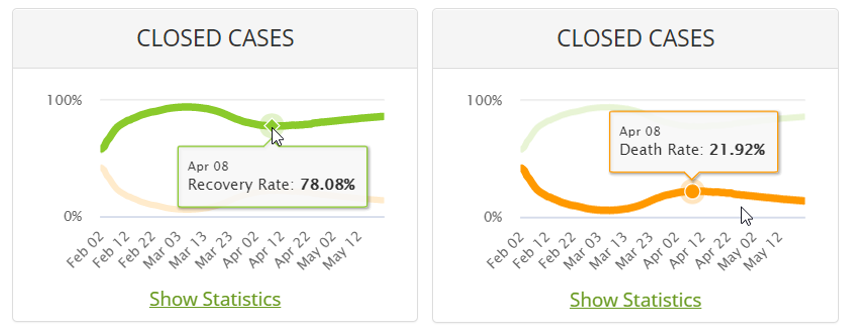 CLOSED CASES
100%
Apr 08
Recovery Rate: 78.08%
0%
Feb 02
Feb 12
Feb 22
Mar 03
Mar 13
Mar 23
Apr 02
Apr 12
Apr 22
May 02
May 12
Show Statistics
CLOSED CASES
100%
Apr 08
Death Rate: 21.92%
0%
Feb 02
Feb 12
Feb 22
Mar 03
Mar 13
Mar 23
Apr 02
Apr 12
Apr 22
May 02
May 12
Show Statistics